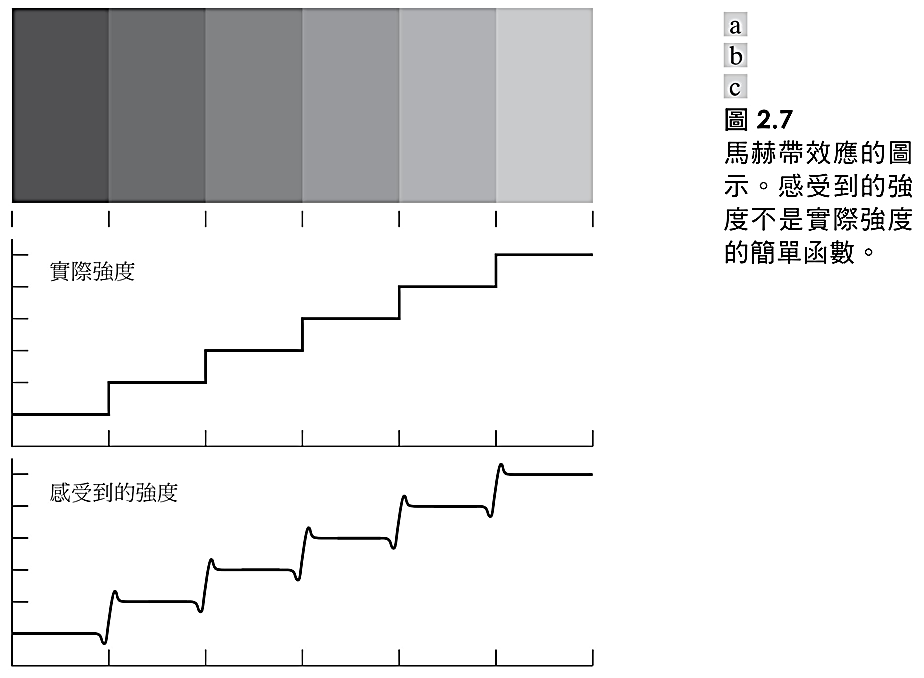 a
b
c
圖 2.7
馬赫帶效應的圖
示。感受到的強
度不是實際強度
的簡單函數。
實際強度
感受到的強度